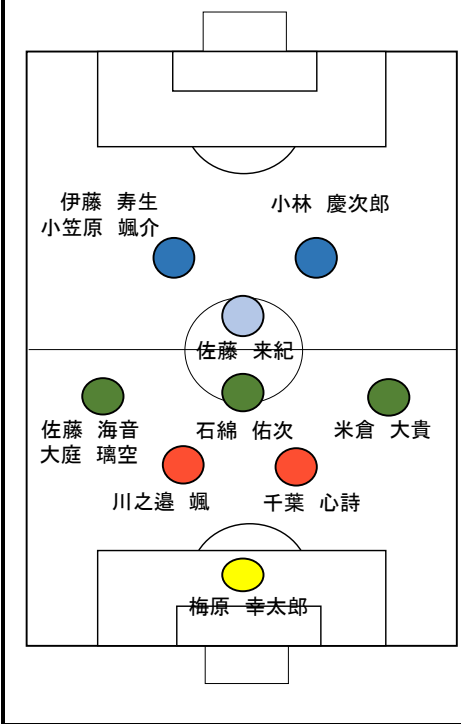 伊藤 寿生
小笠原 颯介
小林 慶次郎
佐藤 来紀
佐藤 海音
大庭 璃空
石綿 佑次
米倉 大貴
川之邉 颯
千葉 心詩
梅原 幸太郎